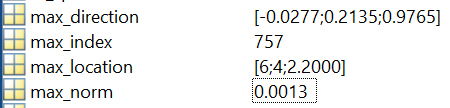 max_direction [-0.0277;0.2135;0.9765]
max_index 757
max_location [6;4;2.2000]
max_norm 0.0013